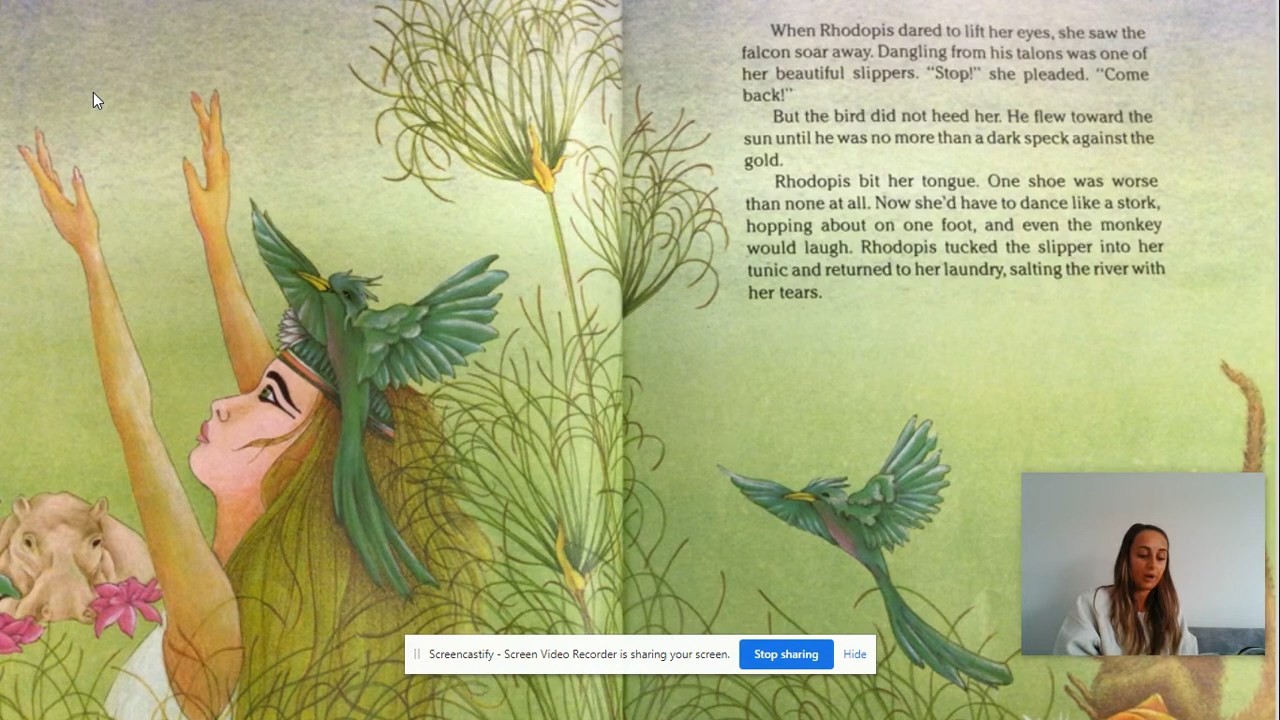 When Rhodopis dared to lift her eyes, she saw the
falcon soar away. Dangling from his talons was one of
her beautiful slippers. “Stop!” she pleaded. “Come
back!”
But the bird did not heed her. He flew toward the
sun until he was no more than a dark speck against the
gold.
Rhodopis bit her tongue. One shoe was worse
than none at all. Now she’d have to dance like a stork,
hopping about on one foot, and even the monkey
would laugh. Rhodopis tucked the slipper into her
tunic and returned to her laundry, salting the river with
her tears.
Screencastify - Screen Video Recorder is sharing your screen.
Stop sharing
Hide